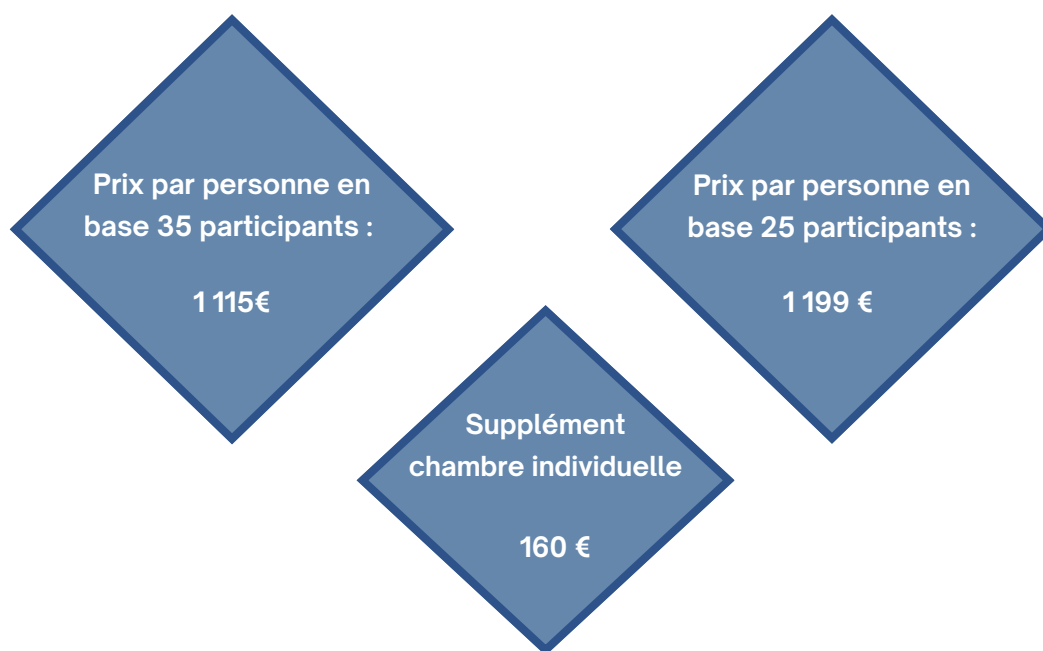 Prix par personne en
base 35 participants :
1 115€
Prix par personne en
base 25 participants :
1 199 €
Supplément
chambre individuelle
160 €